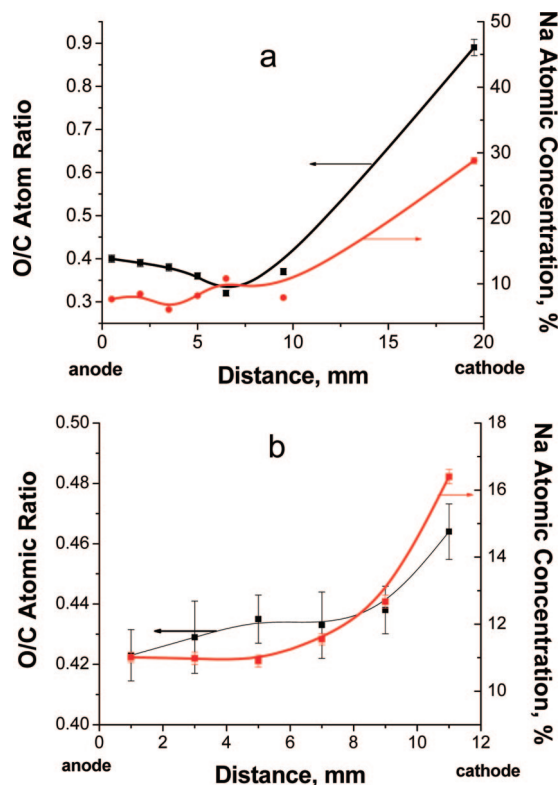 a
O/C Atom Ratio
0.9
0.8
0.7
0.6
0.5
0.4
0.3
50
40
30
20
10
Na Atomic Concentration, %
0 5 10 15 20
anode Distance, mm cathode
b
O/C Atomic Ratio
0.50
0.48
0.46
0.44
0.42
0.40
18
16
14
12
10
Na Atomic Concentration, %
0 2 4 6 8 10 12
anode Distance, mm cathode